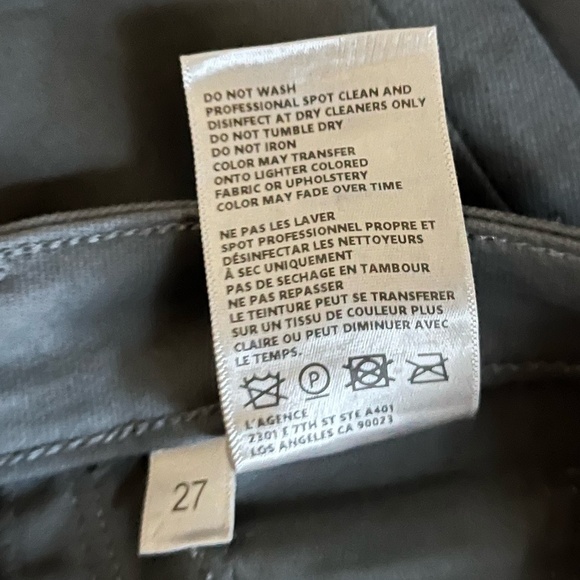 DO NOT WASH
PROFESSIONAL SPOT CLEAN AND
DISINFECT AT DRY CLEANERS ONLY
DO NOT TUMBLE DRY
DO NOT IRON
COLOR MAY TRANSFER
ONTO LIGHTER COLORED
FABRIC OR UPHOLSTERY
COLOR MAY FADE OVER TIME
NE PAS LES LAVER
SPOT PROFESSIONNEL PROPRE ET
DÉSINFECTAR LES NETTOYEURS
À SEC UNIQUEMENT
PAS DE SECHAGE EN TAMBOUR
NE PAS REPASSER
LE TEINTURE PEUT SE TRANSFERER
SUR UN TISSU DE COULEUR PLUS
CLAIRE OU PEUT DIMINUER AVEC
LE TEMPS.
P
L'AGENCE
2301 E 7TH ST STE A401
LOS ANGELES CA 90023
27